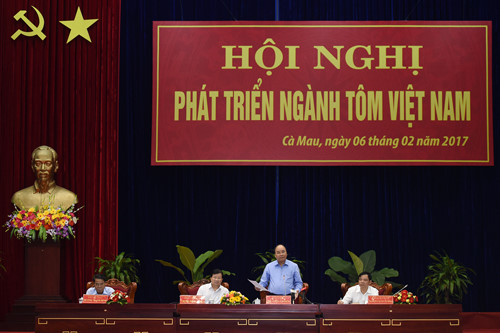 HỘI NGHỊ
PHÁT TRIỂN NGÀNH TÔM VIỆT NAM
Cà Mau, ngày 06 tháng 02 năm 2017